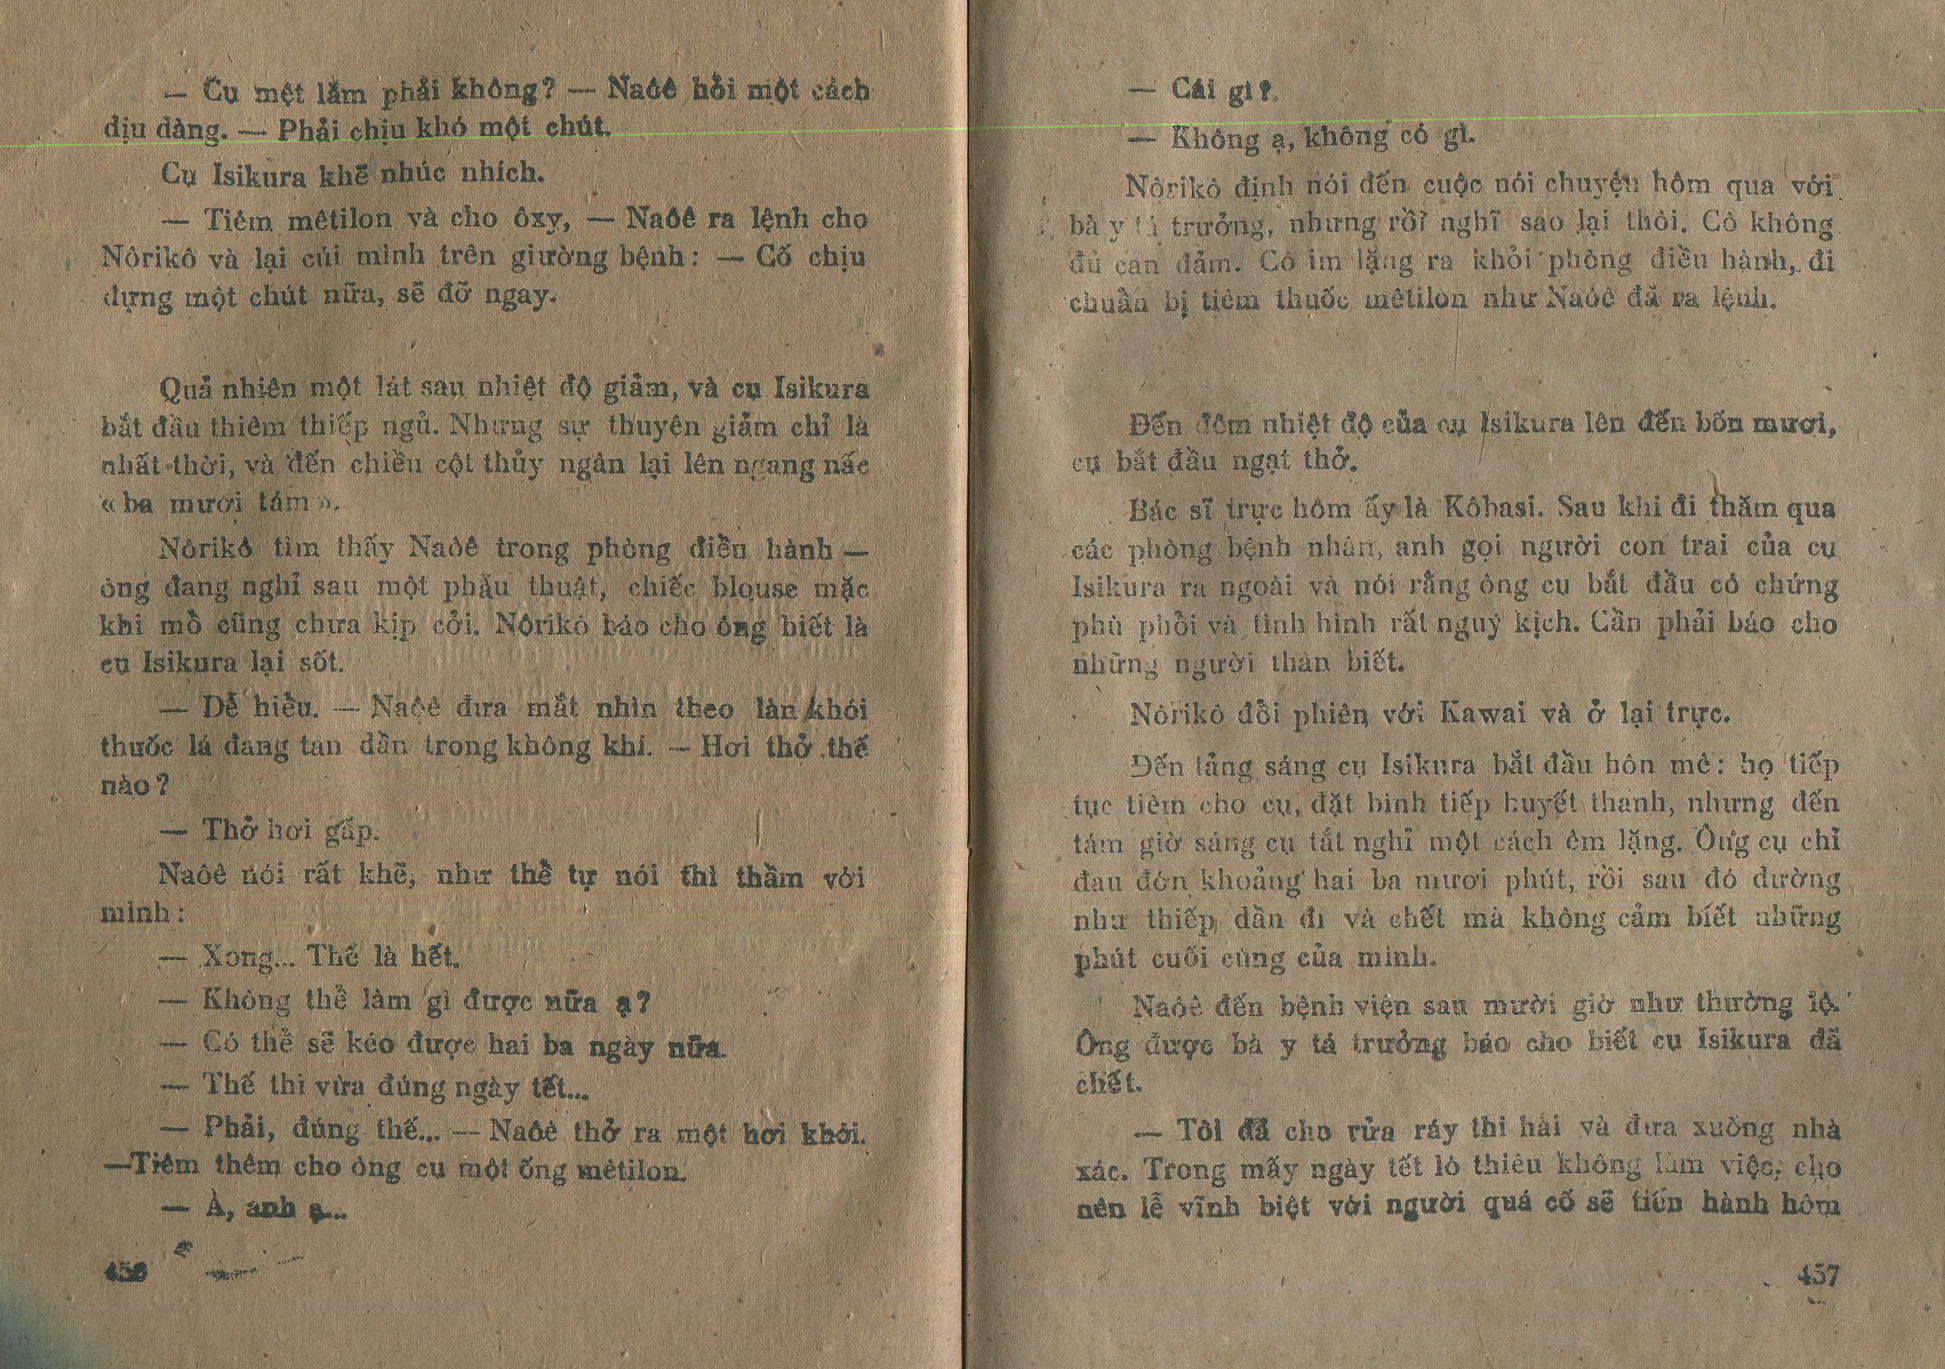 — Cụ mệt lắm phải không? — Naôê hỏi một cách
dịu dàng. — Phải chịu khó một chút.
Cụ Isikura khẽ nhúc nhích.
— Tiêm mêtilon và cho ôxy, — Naôê ra lệnh cho
Nôrikô và lại cúi mình trên giường bệnh: — Cố chịu
dựng một chút nữa, sẽ đỡ ngay.
Quả nhiên một lát sau nhiệt độ giảm, và cụ Isikura
bắt đầu thiêm thiếp ngủ. Nhưng sự thuyên giảm chỉ là
nhất thời, và đến chiều cột thủy ngân lại lên ngang nấc
« ba mươi tám ».
Nôrikô tìm thấy Naôê trong phòng điều hành —
ông đang nghỉ sau một phẫu thuật, chiếc blouse mặc
khi mổ cũng chưa kịp cởi. Nôrikô báo cho ông biết là
cụ Isikura lại sốt.
— Dễ hiểu. — Naôê đưa mắt nhìn theo làn khói
thuốc lá đang tan dần trong không khí. — Hơi thở thế
nào?
— Thở hơi gấp.
Naôê nói rất khẽ, như thể tự nói thì thầm với
mình:
— Xong... Thế là hết.
— Không thể làm gì được nữa ạ?
— Có thể sẽ kéo được hai ba ngày nữa.
— Thế thì vừa đúng ngày tết...
— Phải, đúng thế... — Naôê thở ra một hơi khói.
—Tiêm thêm cho ông cụ một ống mêtilon.
— À, anh ạ...
456
— Cái gì?
— Không ạ, không có gì.
Nôrikô định nói đến cuộc nói chuyện hôm qua với
bà y tá trưởng, nhưng rồi nghĩ sao lại thôi. Cô không
đủ can đảm. Cô im lặng ra khỏi phòng điều hành, đi
chuẩn bị tiêm thuốc mêtilon như Naôê đã ra lệnh.
Đến đêm nhiệt độ của cụ Isikura lên đến bốn mươi,
cụ bắt đầu ngạt thở.
Bác sĩ trực hôm ấy là Kôbasi. Sau khi đi thăm qua
các phòng bệnh nhân, anh gọi người con trai của cụ
Isikura ra ngoài và nói rằng ông cụ bắt đầu có chứng
phù phổi và tình hình rất nguy kịch. Cần phải báo cho
những người thân biết.
Nôrikô đổi phiên với Kawai và ở lại trực.
Đến tảng sáng cụ Isikura bắt đầu hôn mê: họ tiếp
tục tiêm cho cụ, đặt bình tiếp huyết thanh, nhưng đến
tám giờ sáng cụ tắt nghỉ một cách êm lặng. Ông cụ chỉ
đau đớn khoảng hai ba mươi phút, rồi sau đó dường
như thiếp dần đi và chết mà không cảm biết những
phút cuối cùng của mình.
Naôê đến bệnh viện sau mười giờ như thường lệ.
Ông được bà y tá trưởng báo cho biết cụ Isikura đã
chết.
— Tôi đã cho rửa ráy thi hài và đưa xuống nhà
xác. Trong mấy ngày tết lò thiêu không làm việc, cho
nên lễ vĩnh biệt với người quá cố sẽ tiến hành hôm
457